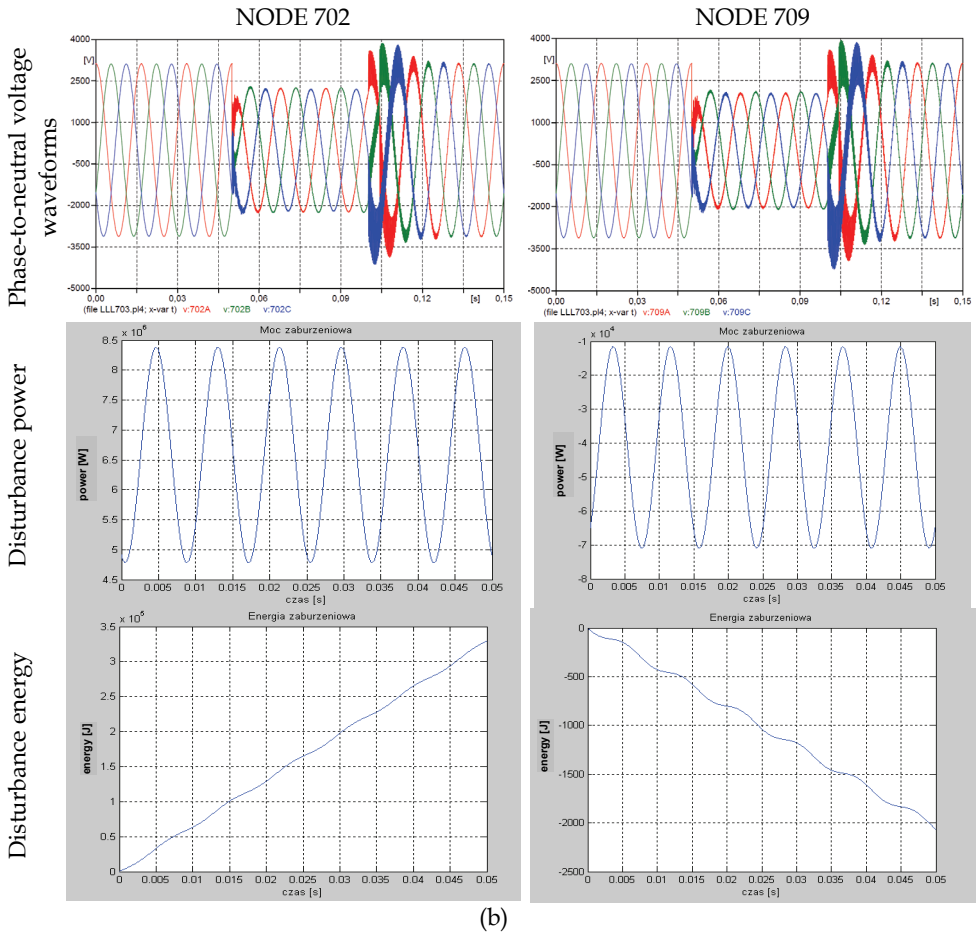 NODE 702
NODE 709
Phase-to-neutral voltage waveforms
4000
[V]
2500
1000
-500
-2000
-3500
-5000
0,00 0,03 0,06 0,09 0,12 [s] 0,15
(file LLL703.pl4; x-var t) v:702A v:702B v:702C
4000
[V]
2500
1000
-500
-2000
-3500
-5000
0,00 0,03 0,06 0,09 0,12 [s] 0,15
(file LLL703.pl4; x-var t) v:709A v:709B v:709C
Disturbance power
x 10⁶
Moc zaburzeniowa
8.5
8
7.5
7
6.5
6
5.5
5
4.5
power [W]
0 0.005 0.01 0.015 0.02 0.025 0.03 0.035 0.04 0.045 0.05
czas [s]
x 10⁴
Moc zaburzeniowa
-1
-2
-3
-4
-5
-6
-7
-8
power [W]
0 0.005 0.01 0.015 0.02 0.025 0.03 0.035 0.04 0.045 0.05
czas [s]
Disturbance energy
x 10⁵
Energia zaburzeniowa
3.5
3
2.5
2
1.5
1
0.5
0
energy [J]
0 0.005 0.01 0.015 0.02 0.025 0.03 0.035 0.04 0.045 0.05
czas [s]
Energia zaburzeniowa
0
-500
-1000
-1500
-2000
-2500
energy [J]
0 0.005 0.01 0.015 0.02 0.025 0.03 0.035 0.04 0.045 0.05
czas [s]
(b)